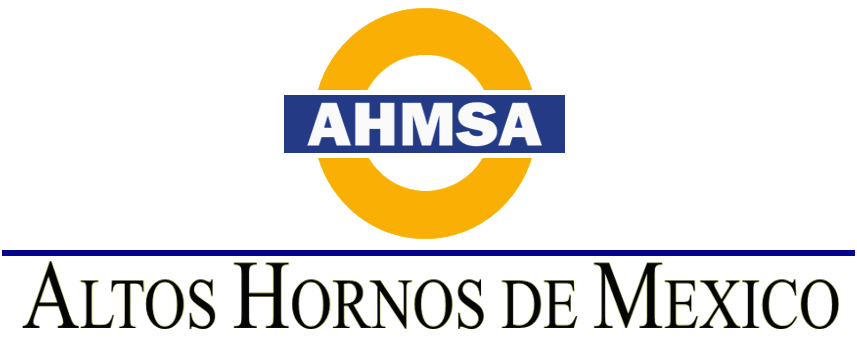 AHMSA
ALTOS HORNOS DE MEXICO